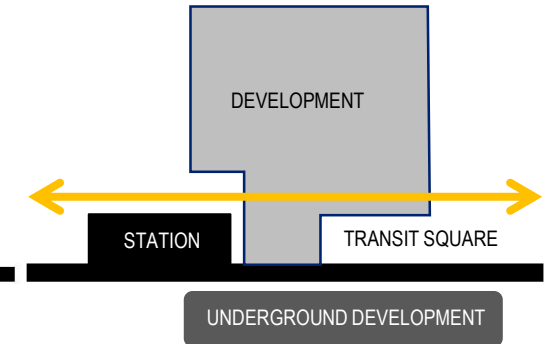 DEVELOPMENT
STATION
TRANSIT SQUARE
UNDERGROUND DEVELOPMENT